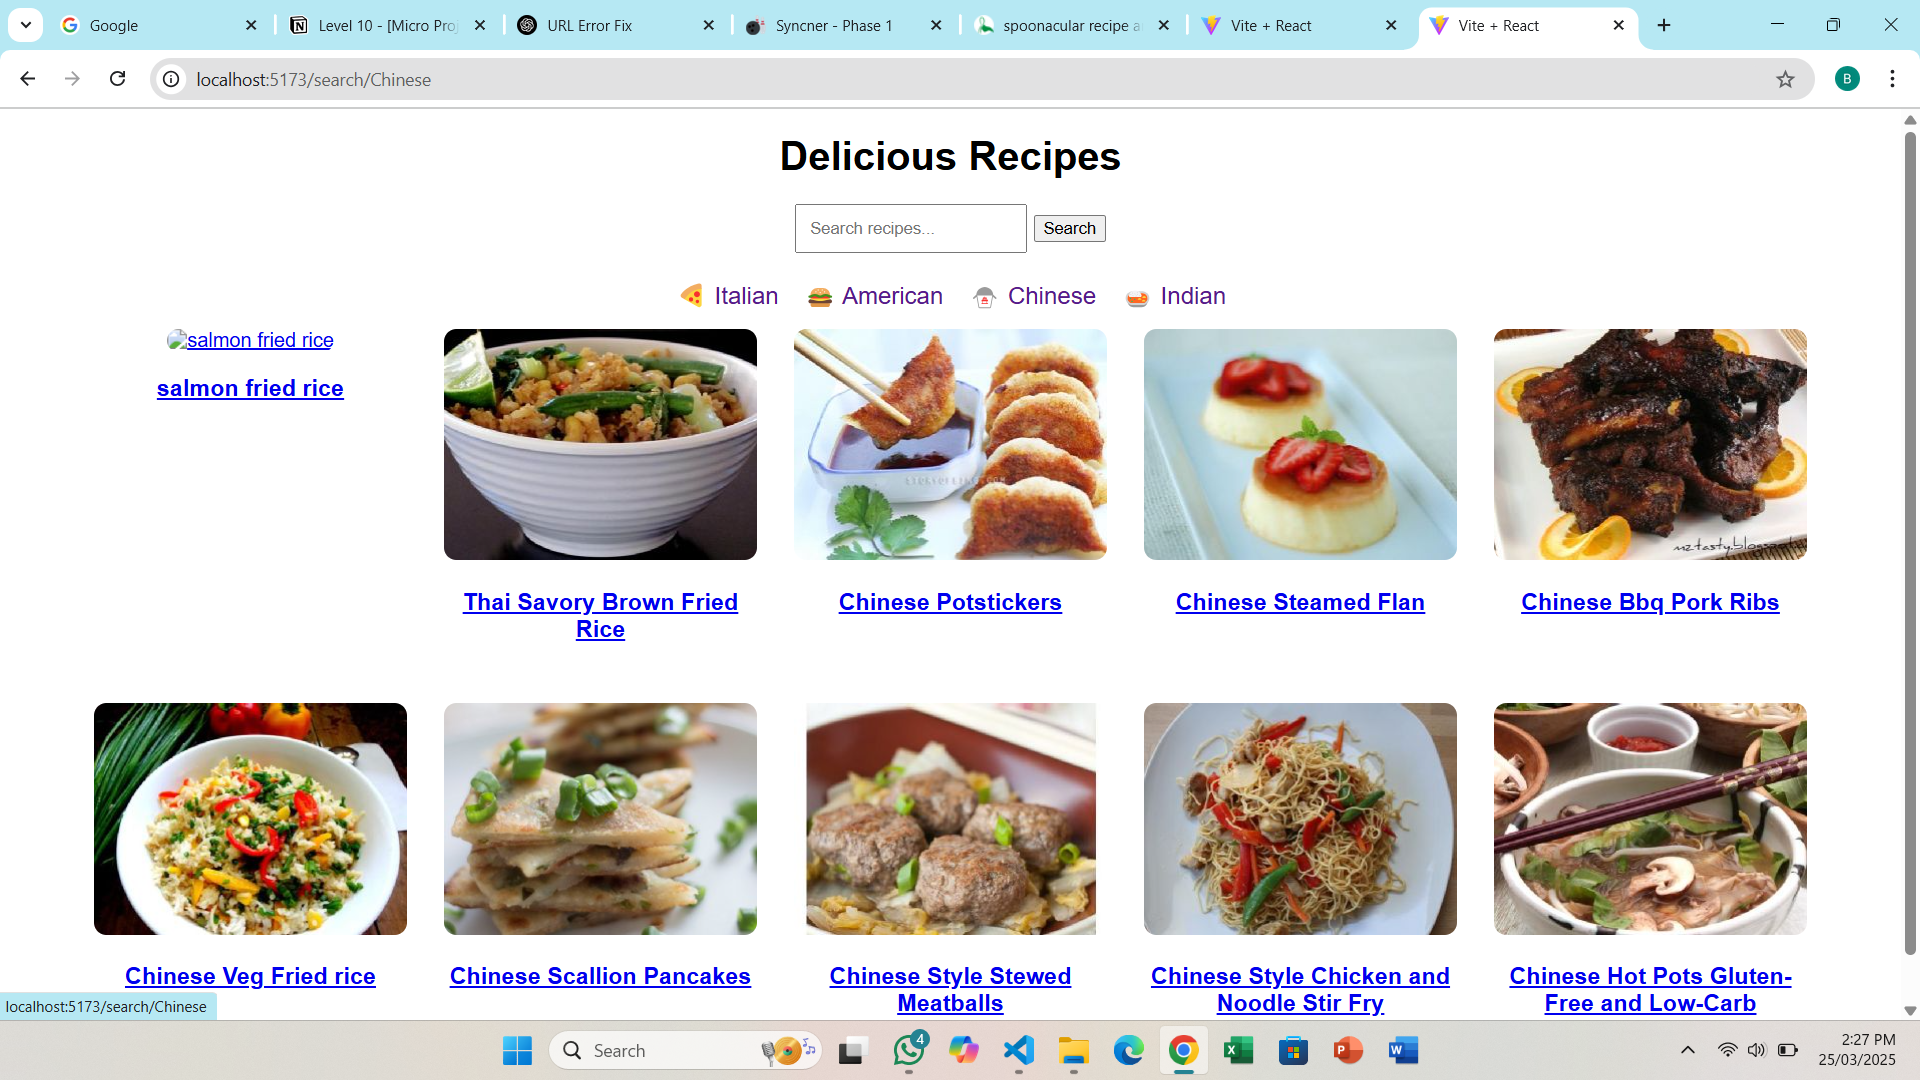 Google
Level 10 - [Micro Proj
URL Error Fix
Syncner - Phase 1
spoonacular recipe a
Vite + React
Vite + React
localhost:5173/search/Chinese
B
Delicious Recipes
Search recipes...
Search
Italian
American
Chinese
Indian
salmon fried rice
salmon fried rice
Thai Savory Brown Fried
Rice
Chinese Potstickers
Chinese Steamed Flan
mztasty.blogspot
Chinese Bbq Pork Ribs
Chinese Veg Fried rice
Chinese Scallion Pancakes
Chinese Style Stewed
Meatballs
Chinese Style Chicken and
Noodle Stir Fry
Chinese Hot Pots Gluten-
Free and Low-Carb
localhost:5173/search/Chinese
Search
4
2:27 PM
25/03/2025